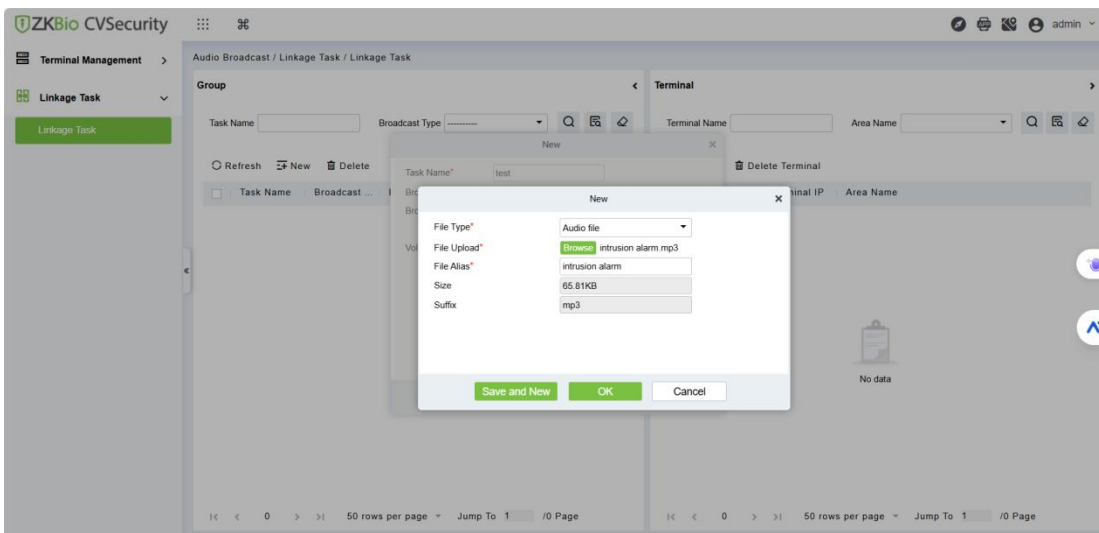 ZKBio CVSecurity
admin
Terminal Management
Linkage Task
Linkage Task
Audio Broadcast / Linkage Task / Linkage Task
Group
Task Name
Broadcast Type ----------
Refresh New Delete
Task Name Broadcast ...
Terminal
Terminal Name
Area Name
Delete Terminal
Area Name
No data
New
Task Name* test
New
File Type* Audio file
File Upload* Browse intrusion alarm.mp3
File Alias* intrusion alarm
Size 65.81KB
Suffix mp3
Save and New OK Cancel
0 50 rows per page Jump To 1 /0 Page
0 50 rows per page Jump To 1 /0 Page